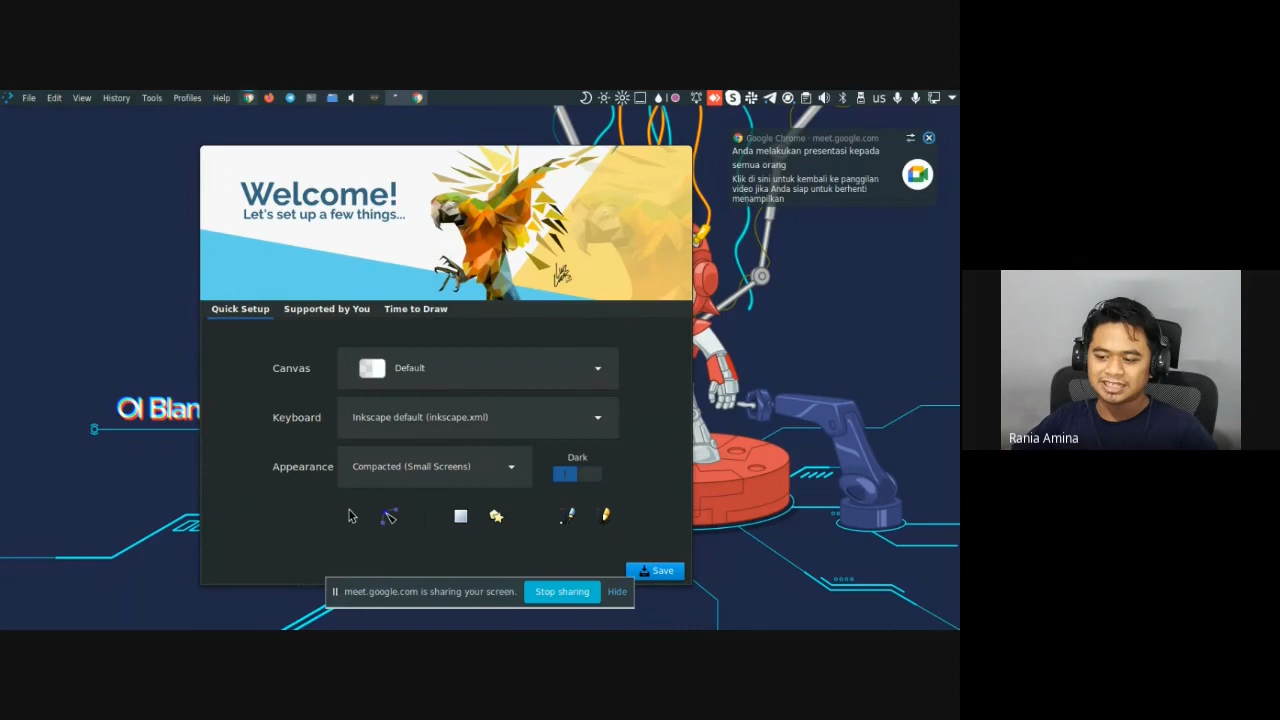 File Edit View History Tools Profiles Help
US
Google Chrome · meet.google.com
Anda melakukan presentasi kepada
semua orang
Klik di sini untuk kembali ke panggilan
video jika Anda siap untuk berhenti
menampilkan
Welcome!
Let's set up a few things...
Quick Setup Supported by You Time to Draw
Canvas Default
Keyboard Inkscape default (inkscape.xml)
Appearance Compacted (Small Screens) Dark
Save
meet.google.com is sharing your screen. Stop sharing Hide
Rania Amina